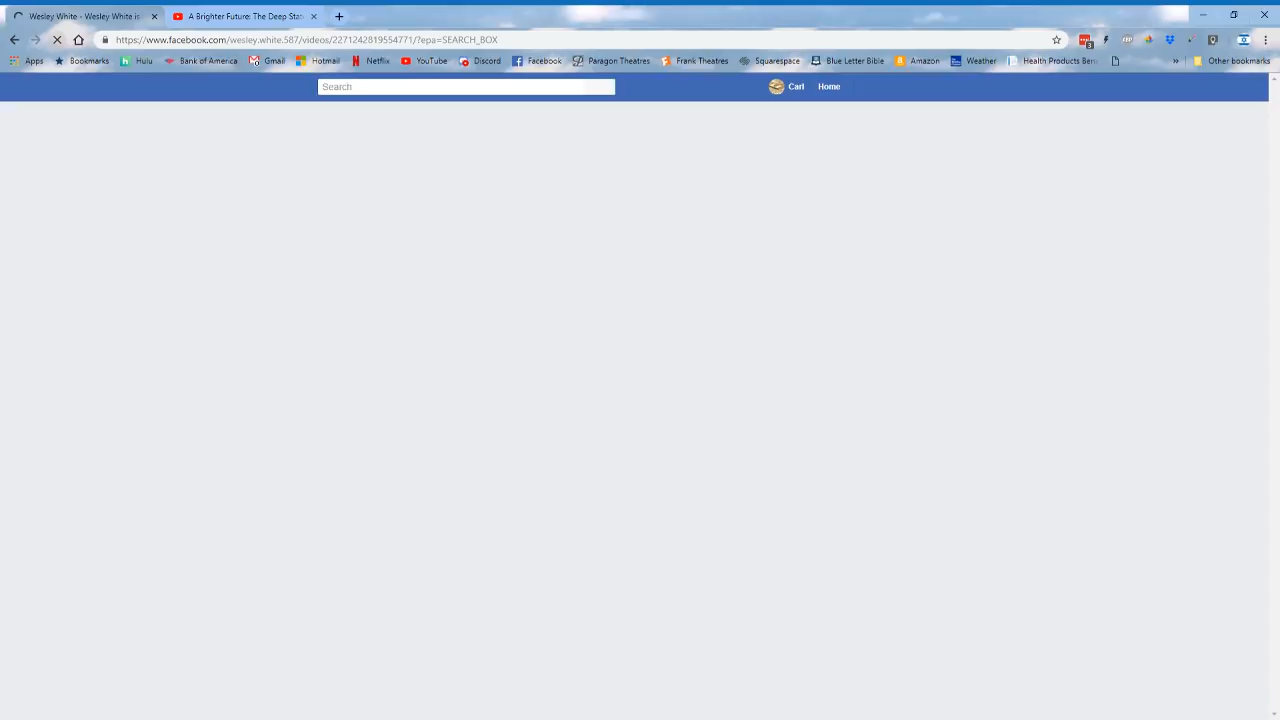 Wesley White - Wesley White is
A Brighter Future: The Deep Stat
https://www.facebook.com/wesley.white.587/videos/2271242819554771/?epa=SEARCH_BOX
3
Apps Bookmarks Hulu Bank of America Gmail Hotmail Netflix YouTube Discord Facebook Paragon Theatres Frank Theatres Squarespace Blue Letter Bible Amazon Weather Health Products Ben » Other bookmarks
Search Carl Home